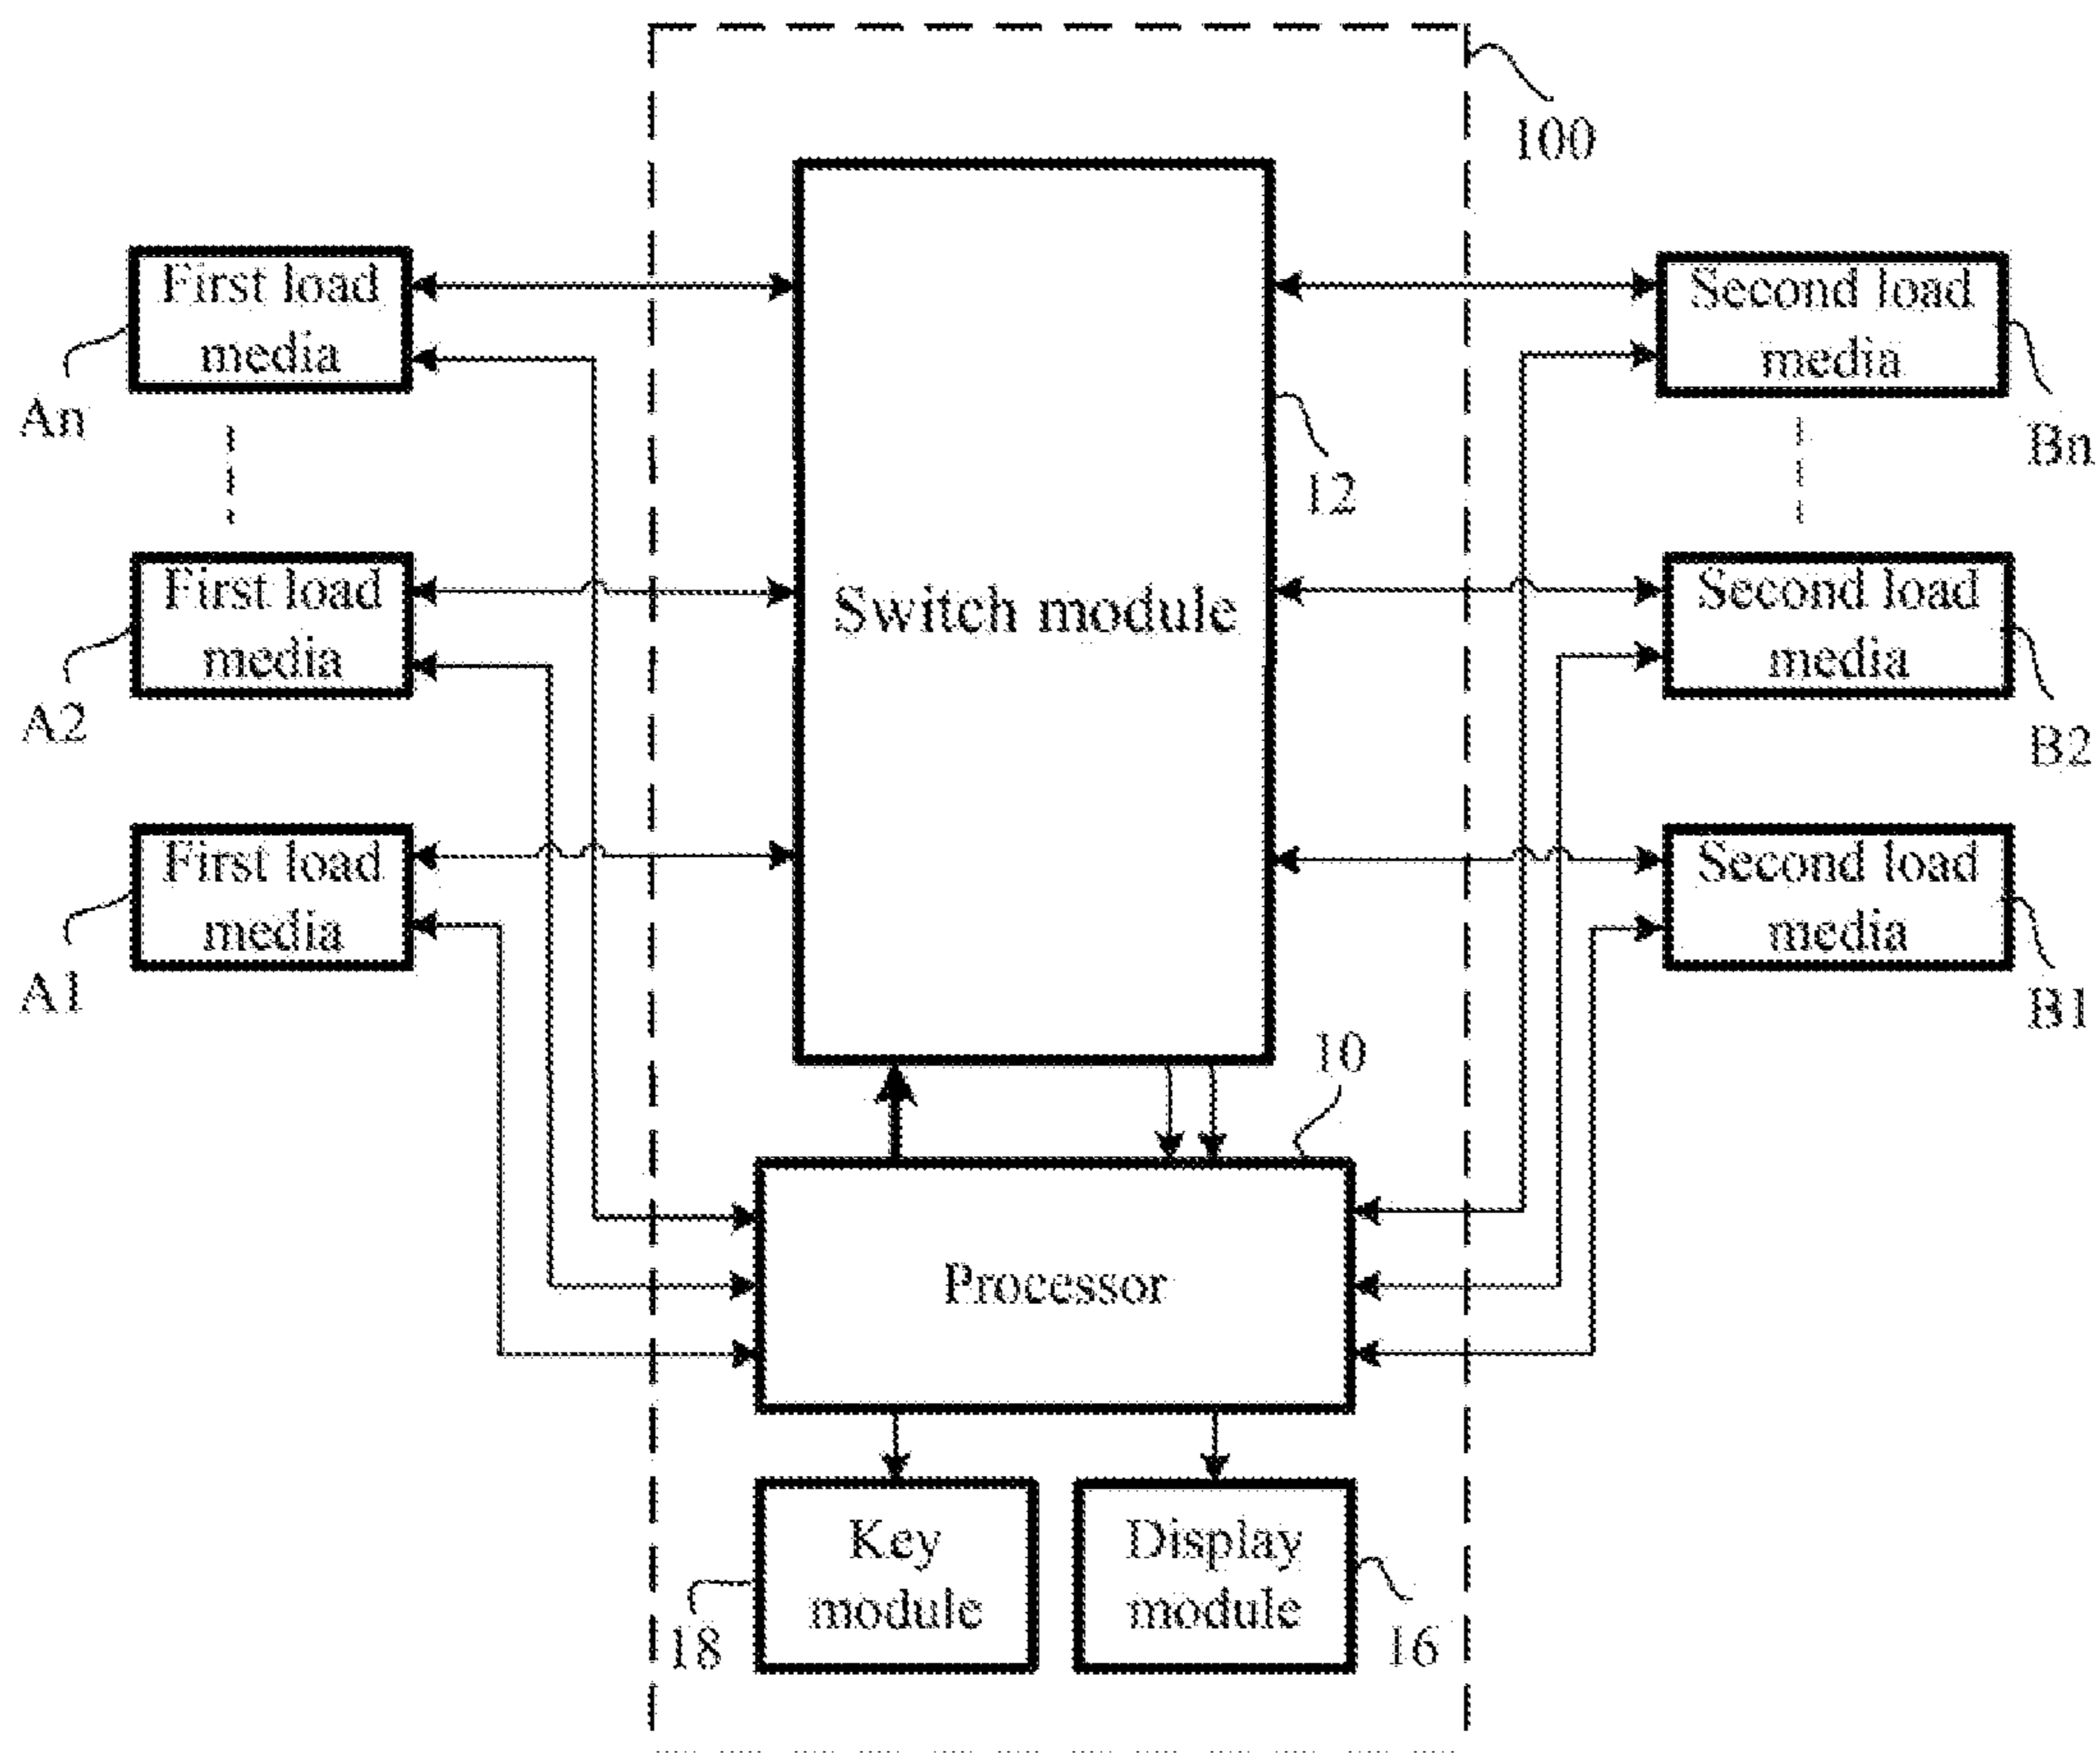 100
First load
media
An
Second load
media
Bn
12
Switch module
First load
media
A2
Second load
media
B2
First load
media
A1
Second load
media
B1
10
Processor
Key
module
18
Display
module
16